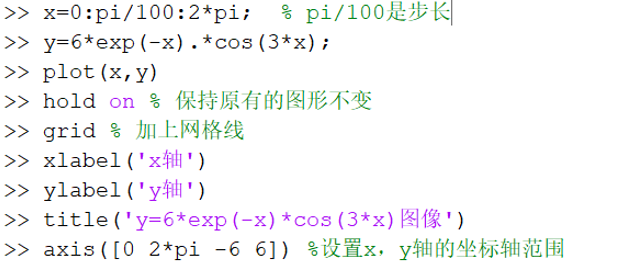 >> x=0:pi/100:2*pi;  % pi/100是步长
>> y=6*exp(-x).*cos(3*x);
>> plot(x,y)
>> hold on % 保持原有的图形不变
>> grid % 加上网格线
>> xlabel('x轴')
>> ylabel('y轴')
>> title('y=6*exp(-x)*cos(3*x)图像')
>> axis([0 2*pi -6 6]) %设置x，y轴的坐标轴范围